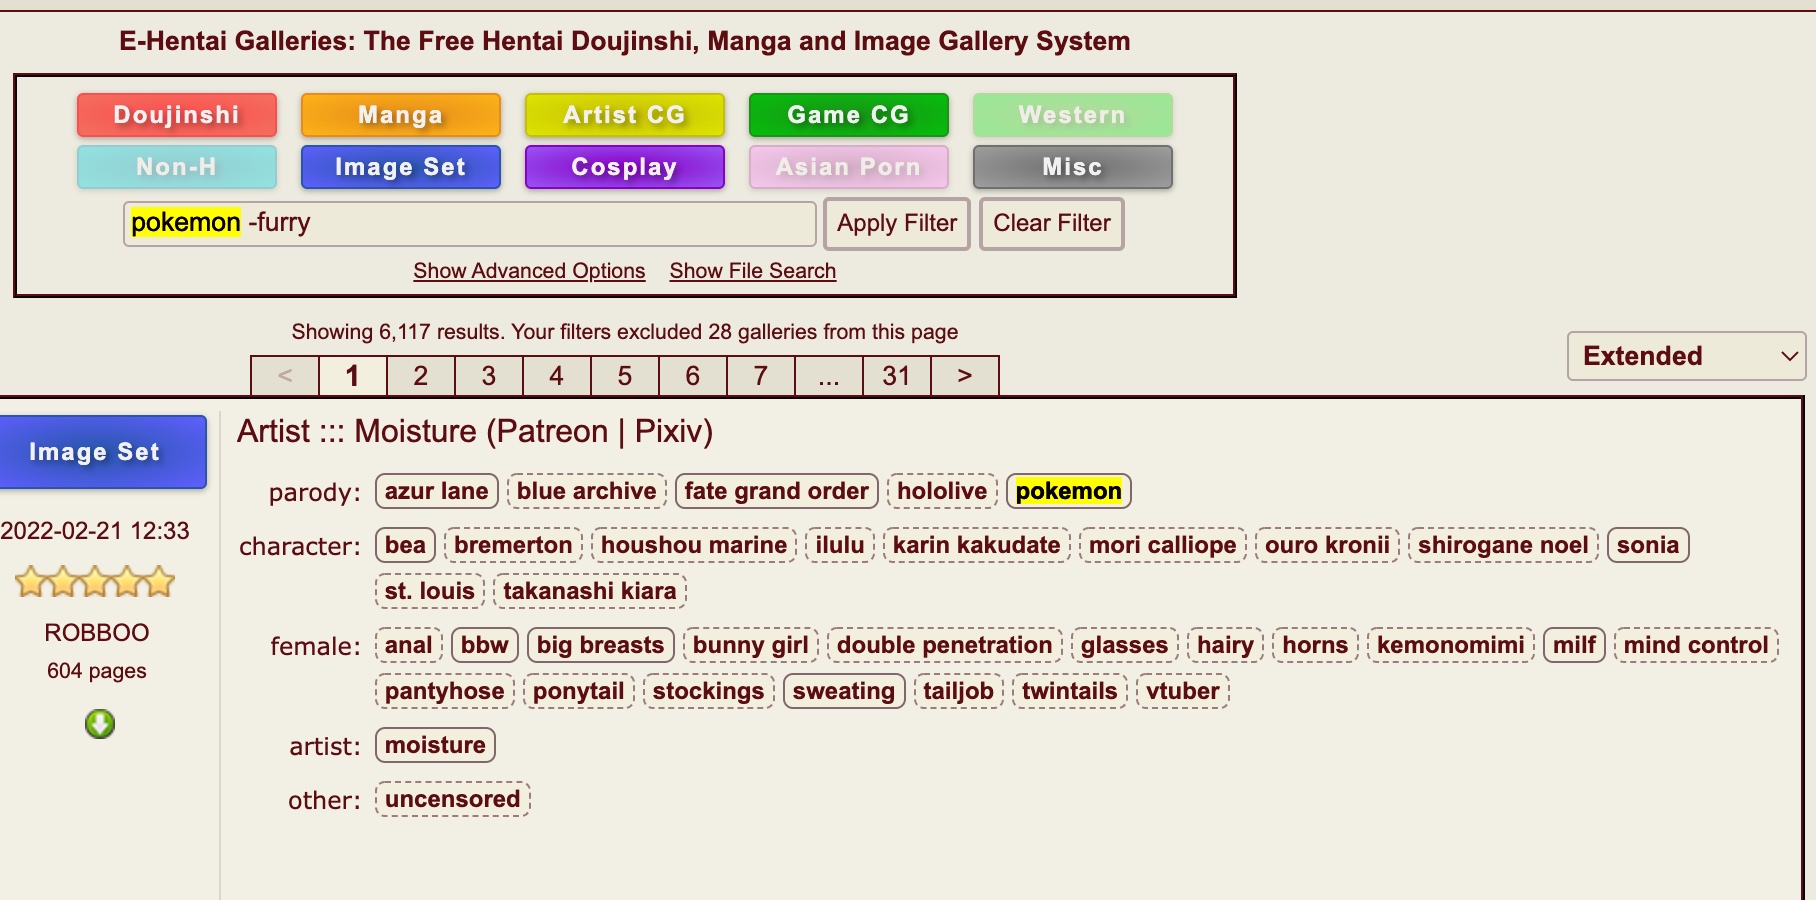 E-Hentai Galleries: The Free Hentai Doujinshi, Manga and Image Gallery System
Doujinshi Manga Artist CG Game CG Western
Non-H Image Set Cosplay Asian Porn Misc
pokemon -furry Apply Filter Clear Filter
Show Advanced Options Show File Search
Showing 6,117 results. Your filters excluded 28 galleries from this page
Extended
< 1 2 3 4 5 6 7 ... 31 >
Image Set
2022-02-21 12:33
ROBBOO
604 pages
Artist ::: Moisture (Patreon | Pixiv)
parody: azur lane blue archive fate grand order hololive pokemon
character: bea bremerton houshou marine ilulu karin kakudate mori calliope ouro kronii shirogane noel sonia
st. louis takanashi kiara
female: anal bbw big breasts bunny girl double penetration glasses hairy horns kemonomimi milf mind control
pantyhose ponytail stockings sweating tailjob twintails vtuber
artist: moisture
other: uncensored